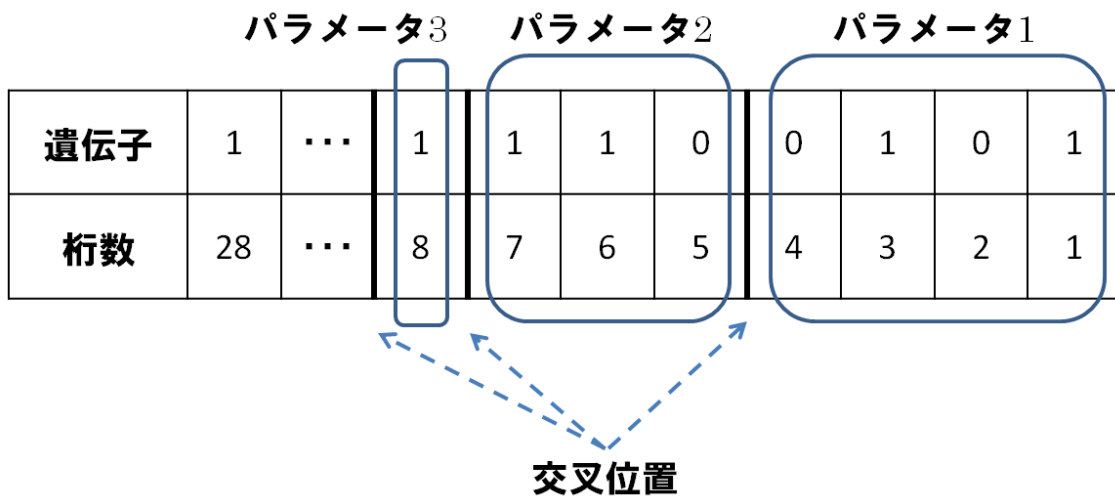 パラメータ3 パラメータ2 パラメータ1
遺伝子 1 ・・・ 1 1 1 0 0 1 0 1
桁数 28 ・・・ 8 7 6 5 4 3 2 1
交叉位置